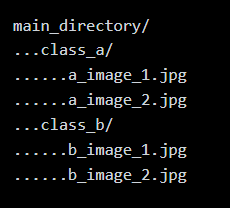 main_directory/
...class_a/
......a_image_1.jpg
......a_image_2.jpg
...class_b/
......b_image_1.jpg
......b_image_2.jpg